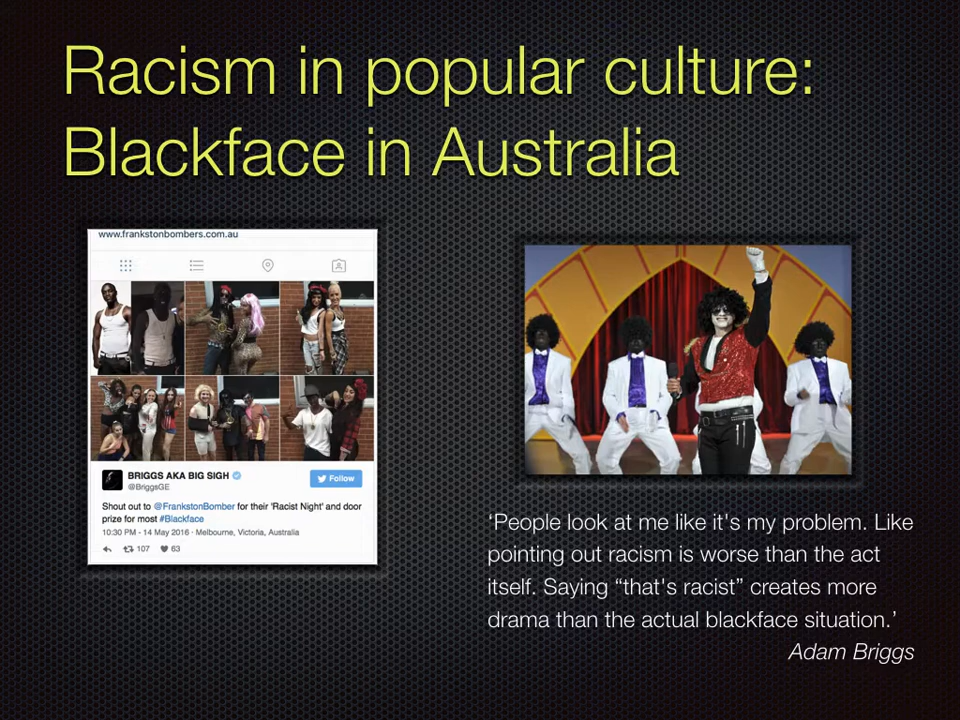 Racism in popular culture:
Blackface in Australia
www.frankstonbombers.com.au
BRIGGS AKA BIG SIGH
@BriggsGE
Follow
Shout out to @FrankstonBomber for their 'Racist Night' and door
prize for most #Blackface
10:30 PM - 14 May 2016 · Melbourne, Victoria, Australia
107 63
‘People look at me like it's my problem. Like
pointing out racism is worse than the act
itself. Saying “that's racist” creates more
drama than the actual blackface situation.’
Adam Briggs